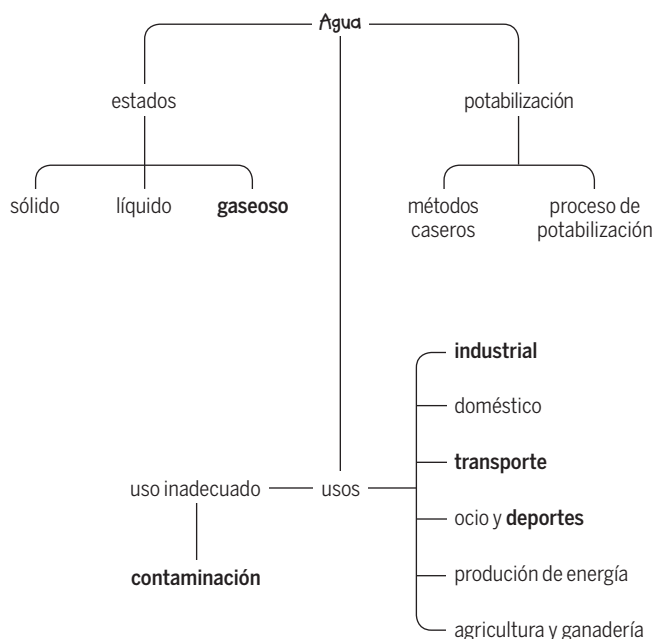 Agua
estados
potabilización
sólido
líquido
gaseoso
métodos
caseros
proceso de
potabilización
industrial
doméstico
transporte
uso inadecuado
usos
ocio y deportes
contaminación
produción de energía
agricultura y ganadería